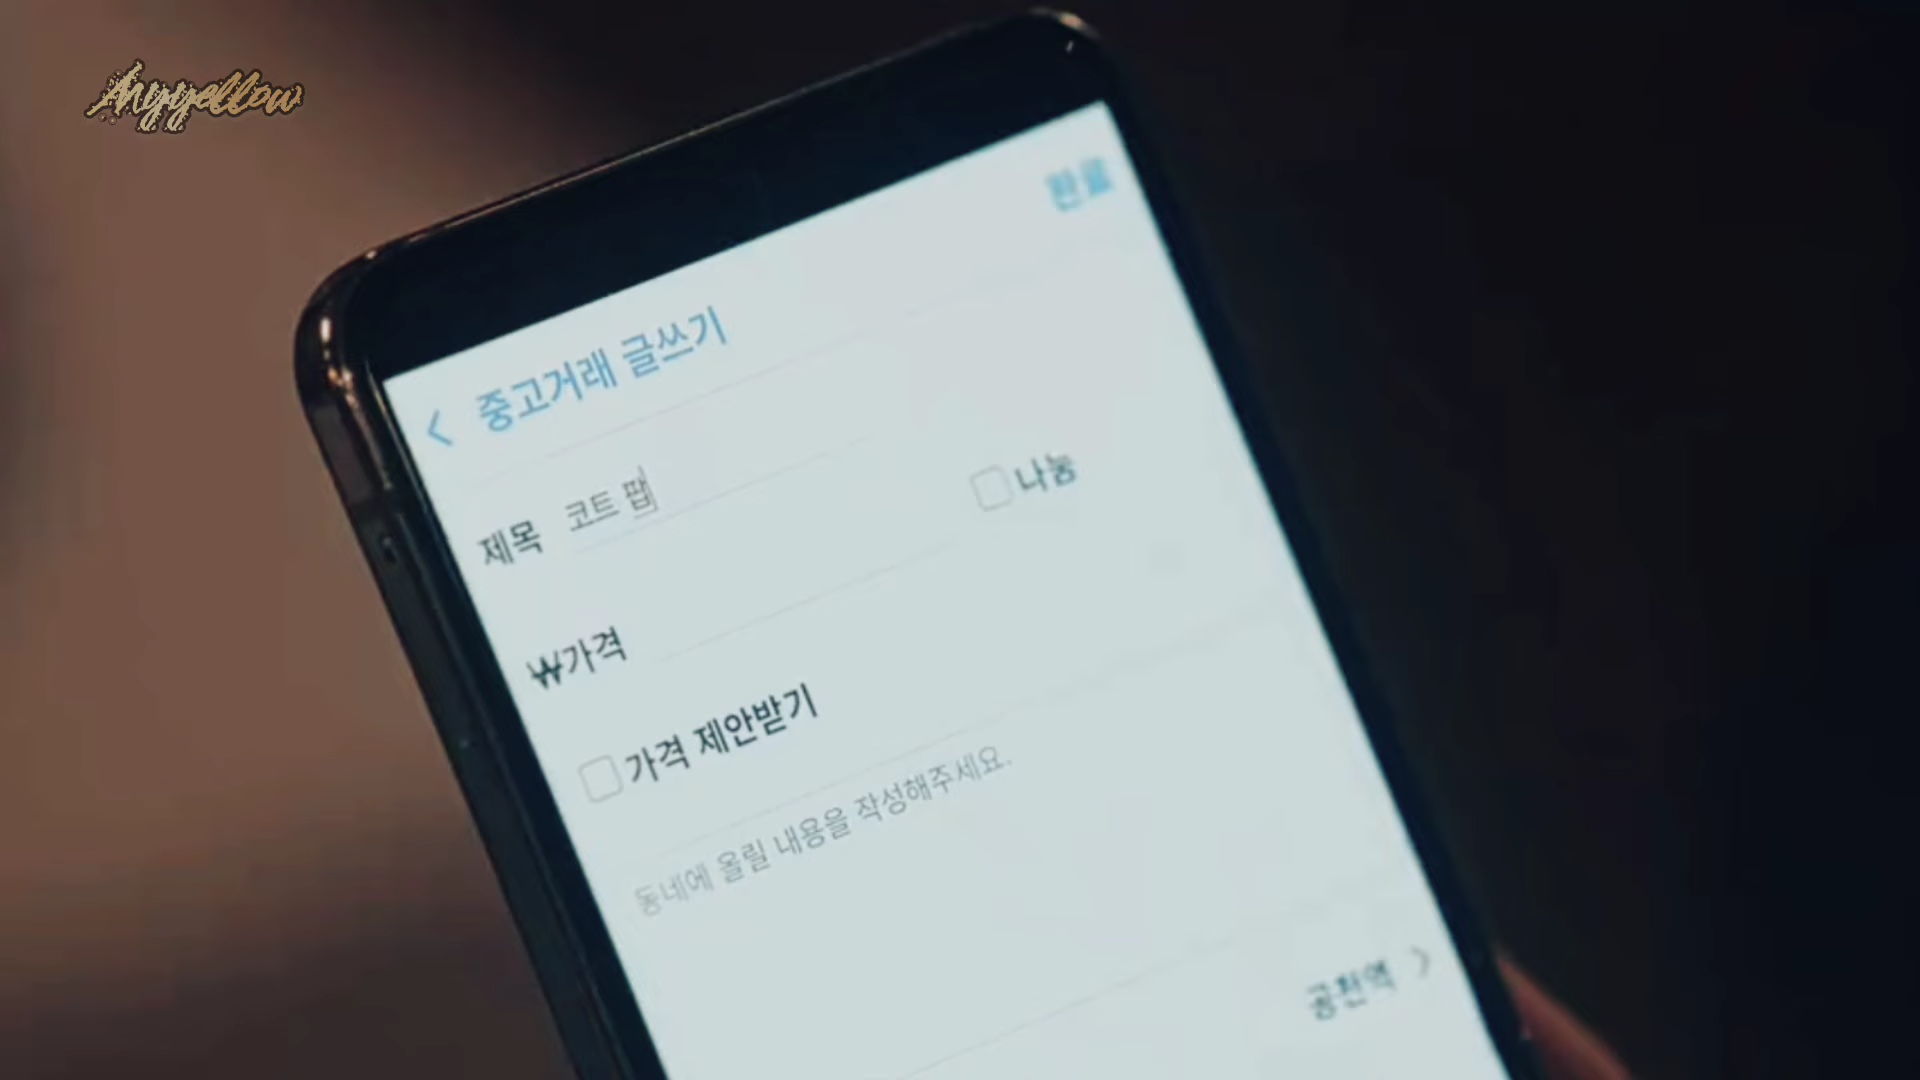 Anyyellow
완료
< 중고거래 글쓰기
제목 코트 팝
나눔
₩가격
가격 제안받기
동네에 올릴 내용을 작성해주세요.
공천역 >